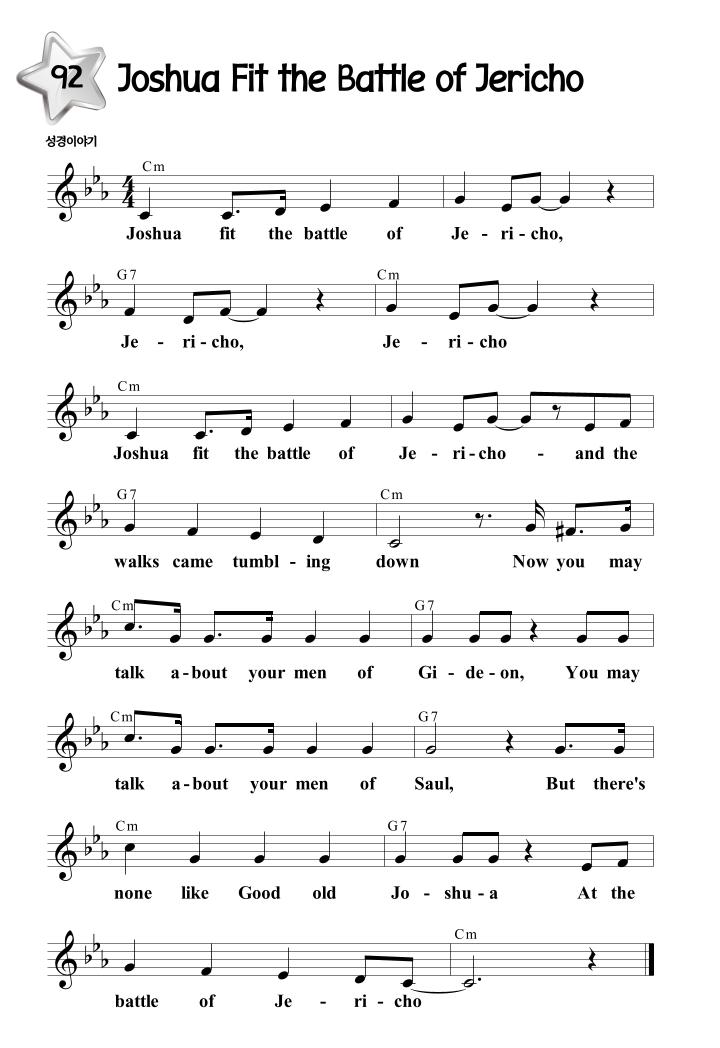 92
Joshua Fit the Battle of Jericho
성경이야기
Cm
Joshua fit the battle of Je - ri - cho,
G7 Cm
Je - ri - cho, Je - ri - cho
Cm
Joshua fit the battle of Je - ri - cho - and the
G7 Cm
walks came tumbl - ing down Now you may
Cm G7
talk a - bout your men of Gi - de - on, You may
Cm G7
talk a - bout your men of Saul, But there's
Cm G7
none like Good old Jo - shu - a At the
Cm
battle of Je - ri - cho